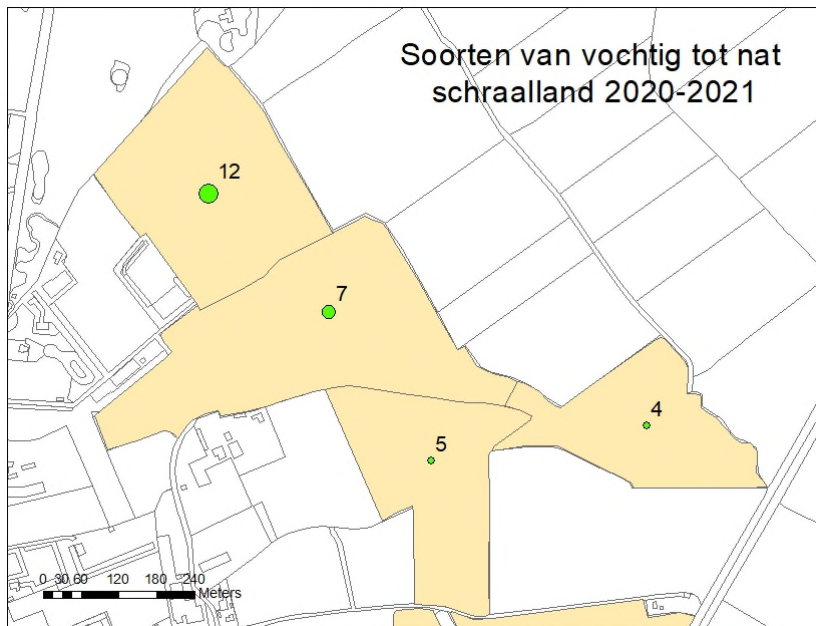 Soorten van vochtig tot nat
schraalland 2020-2021
12
7
4
5
0 30 60 120 180 240
Meters